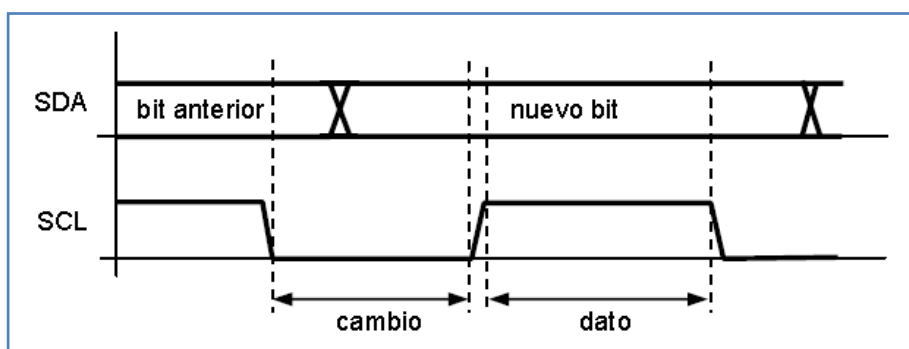 SDA
bit anterior
nuevo bit
SCL
cambio
dato